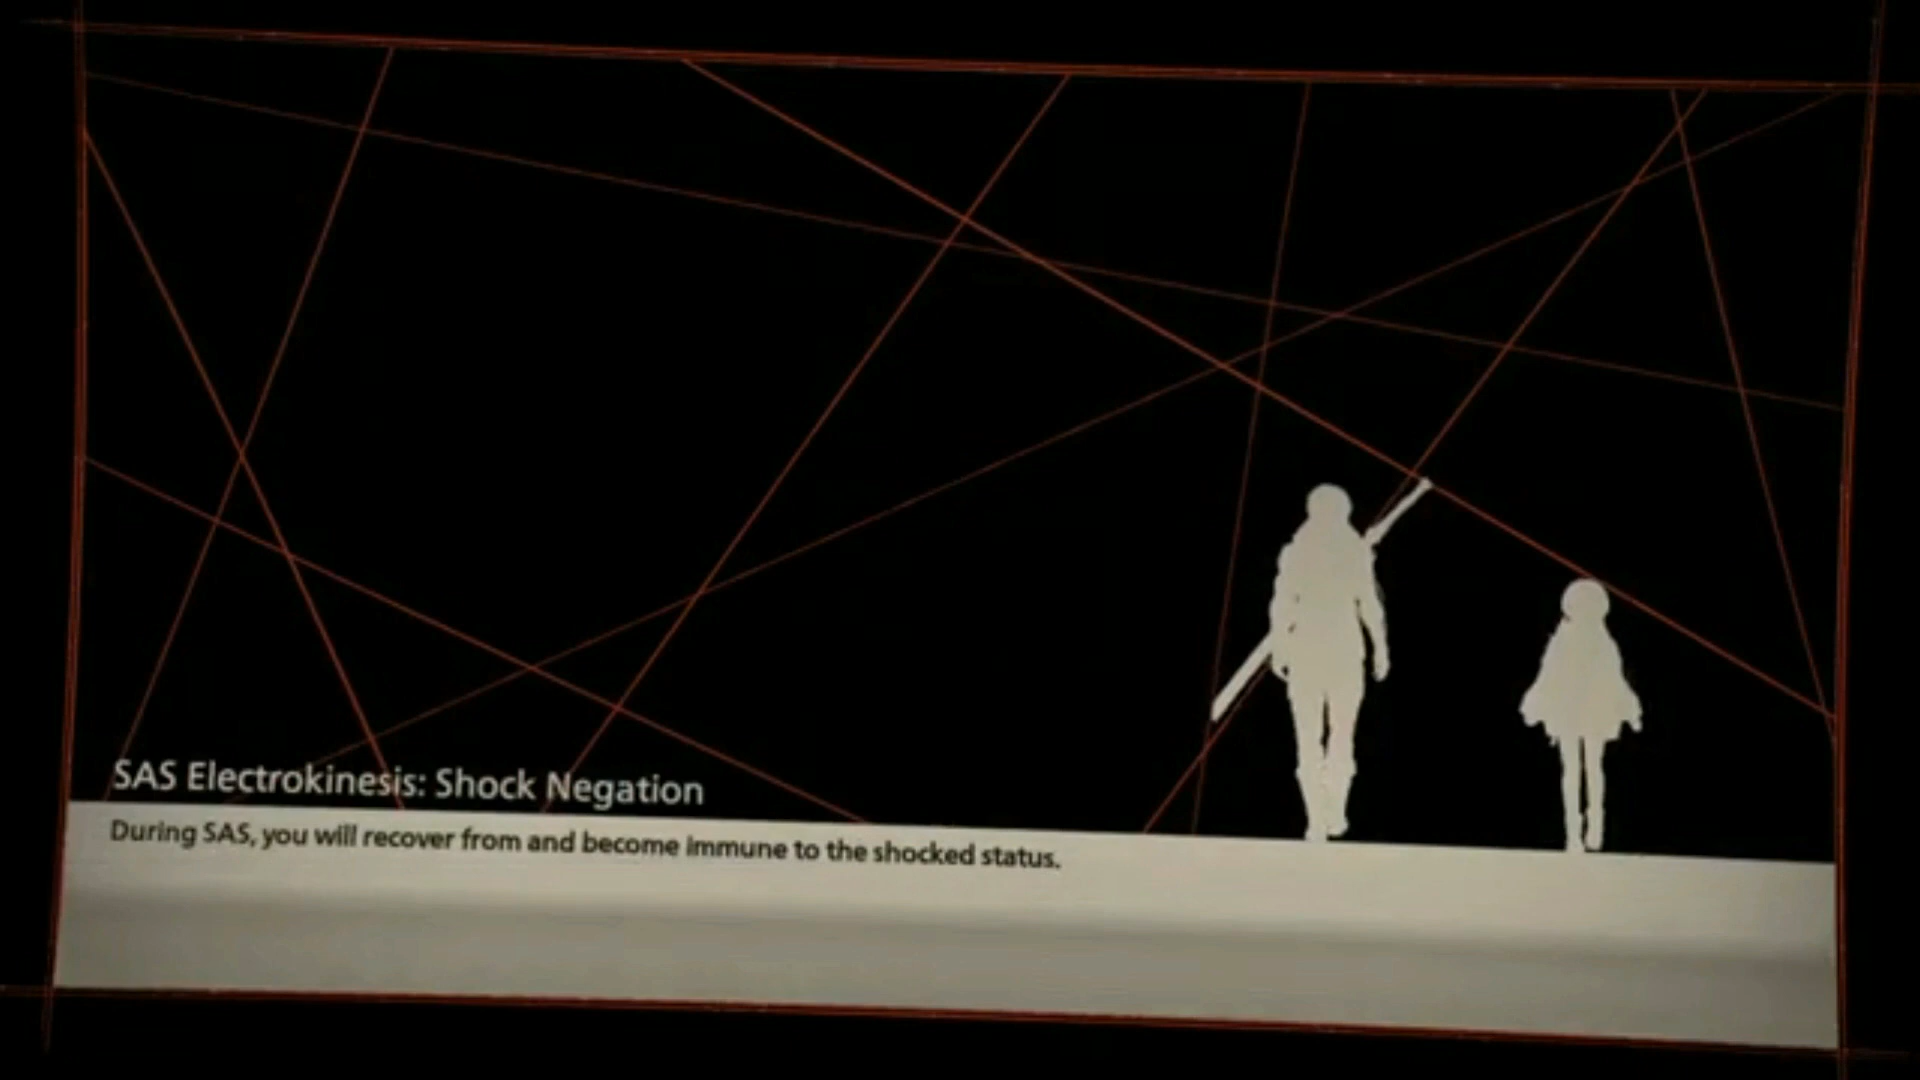 SAS Electrokinesis: Shock Negation
During SAS, you will recover from and become immune to the shocked status.